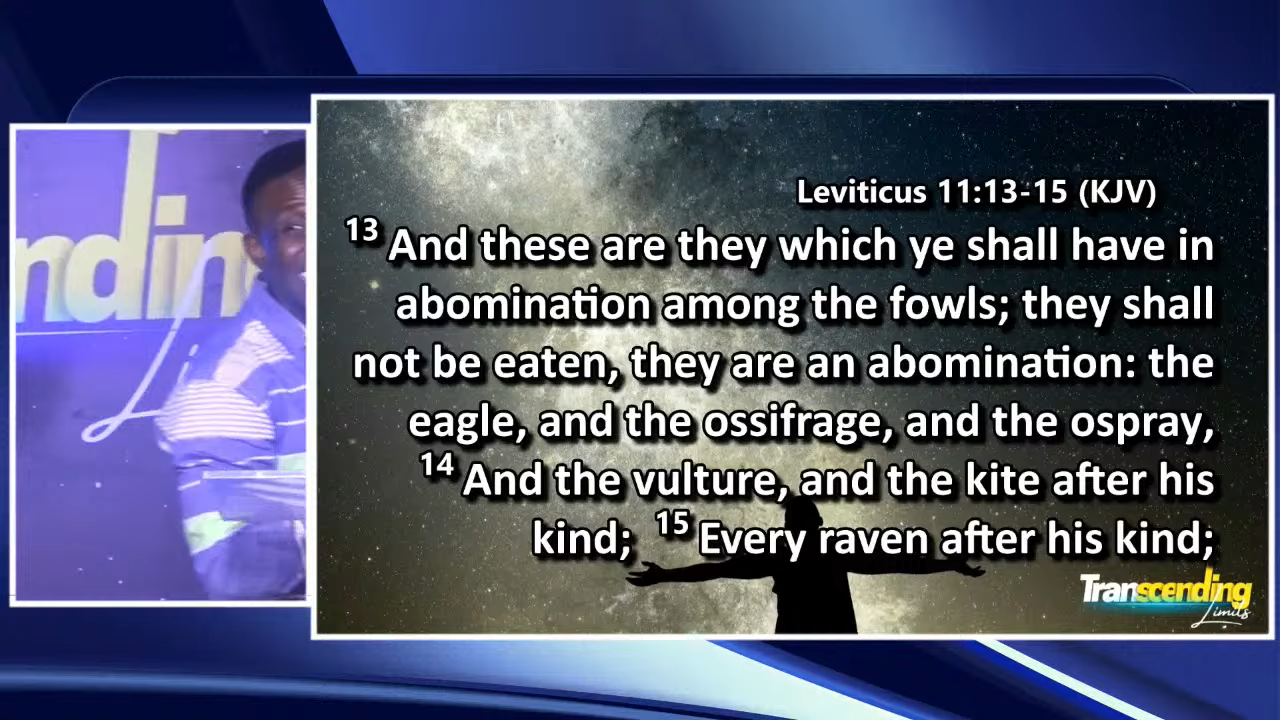 nding
L
Leviticus 11:13-15 (KJV)
13 And these are they which ye shall have in
abomination among the fowls; they shall
not be eaten, they are an abomination: the
eagle, and the ossifrage, and the ospray,
14 And the vulture, and the kite after his
kind; 15 Every raven after his kind;
Transcending
Limits